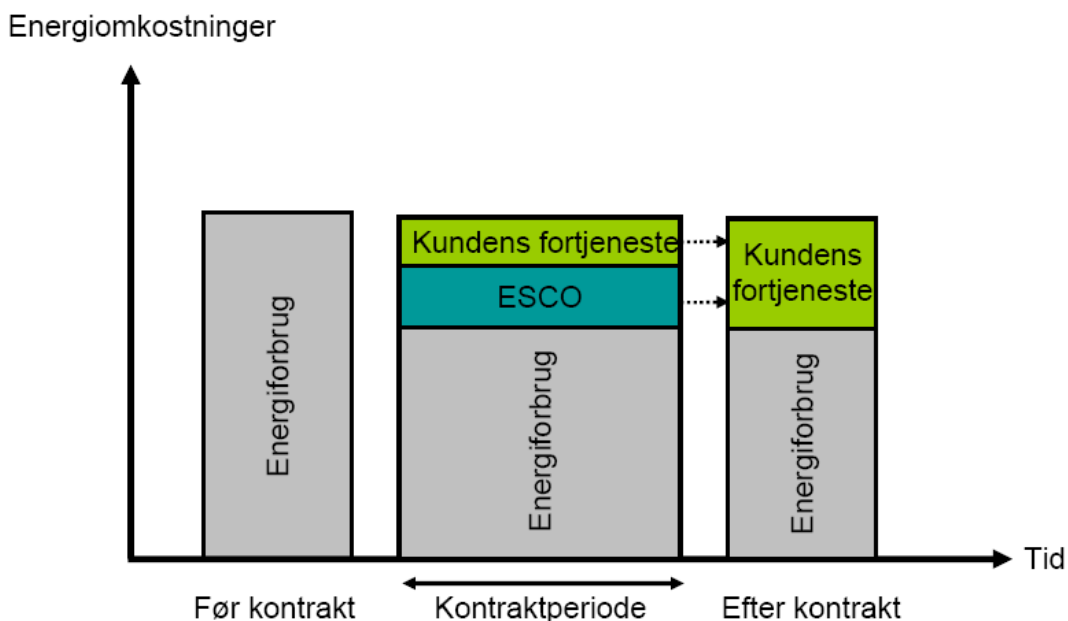 Energiomkostninger
Energiforbrug
Kundens fortjeneste
ESCO
Energiforbrug
Kundens
fortjeneste
Energiforbrug
Tid
Før kontrakt
Kontraktperiode
Efter kontrakt